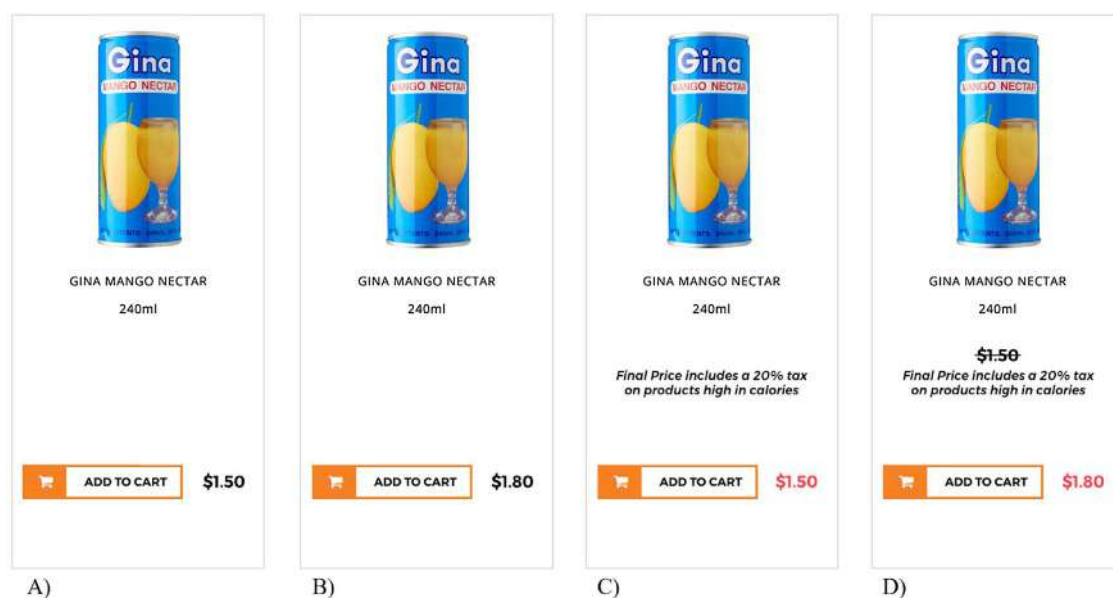 Gina
MANGO NECTAR
GINA MANGO NECTAR
240ml
ADD TO CART
$1.50
A)
Gina
MANGO NECTAR
GINA MANGO NECTAR
240ml
ADD TO CART
$1.80
B)
Gina
MANGO NECTAR
GINA MANGO NECTAR
240ml
Final Price includes a 20% tax
on products high in calories
ADD TO CART
$1.50
C)
Gina
MANGO NECTAR
GINA MANGO NECTAR
240ml
$1.50
Final Price includes a 20% tax
on products high in calories
ADD TO CART
$1.80
D)